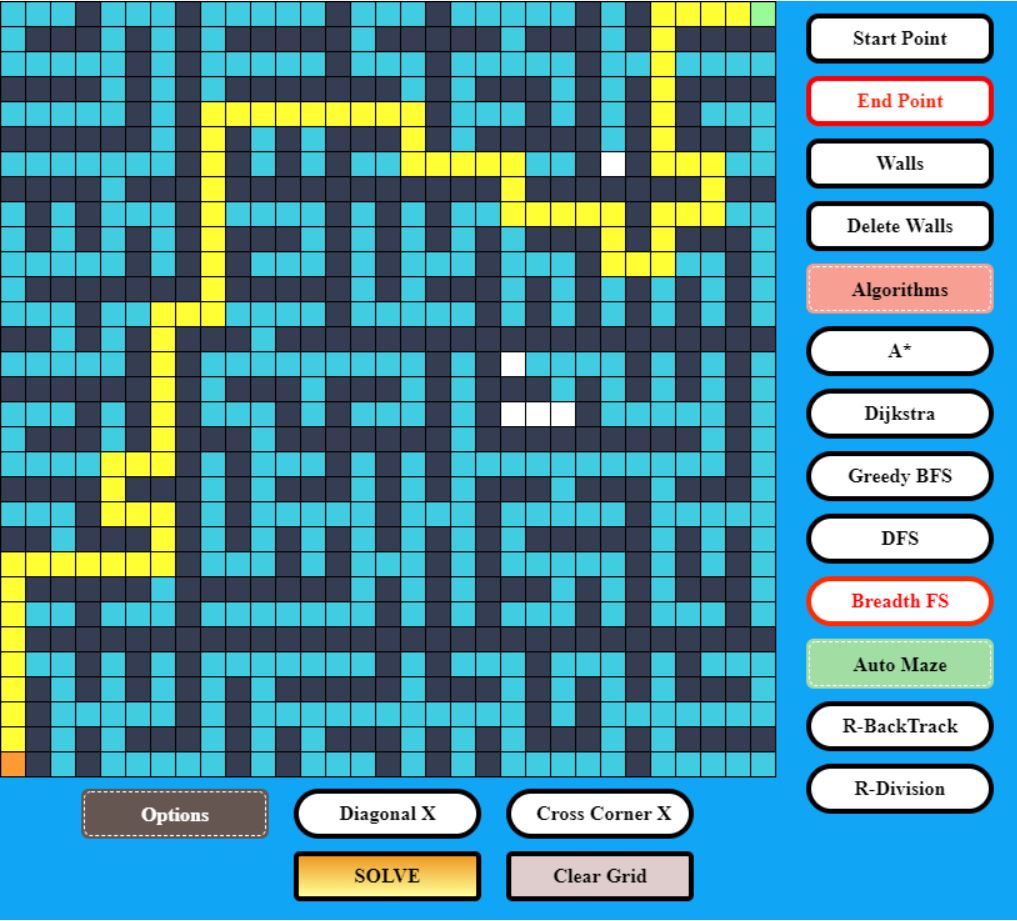 Start Point
End Point
Walls
Delete Walls
Algorithms
A*
Dijkstra
Greedy BFS
DFS
Breadth FS
Auto Maze
R-BackTrack
R-Division
Options
Diagonal X
Cross Corner X
SOLVE
Clear Grid